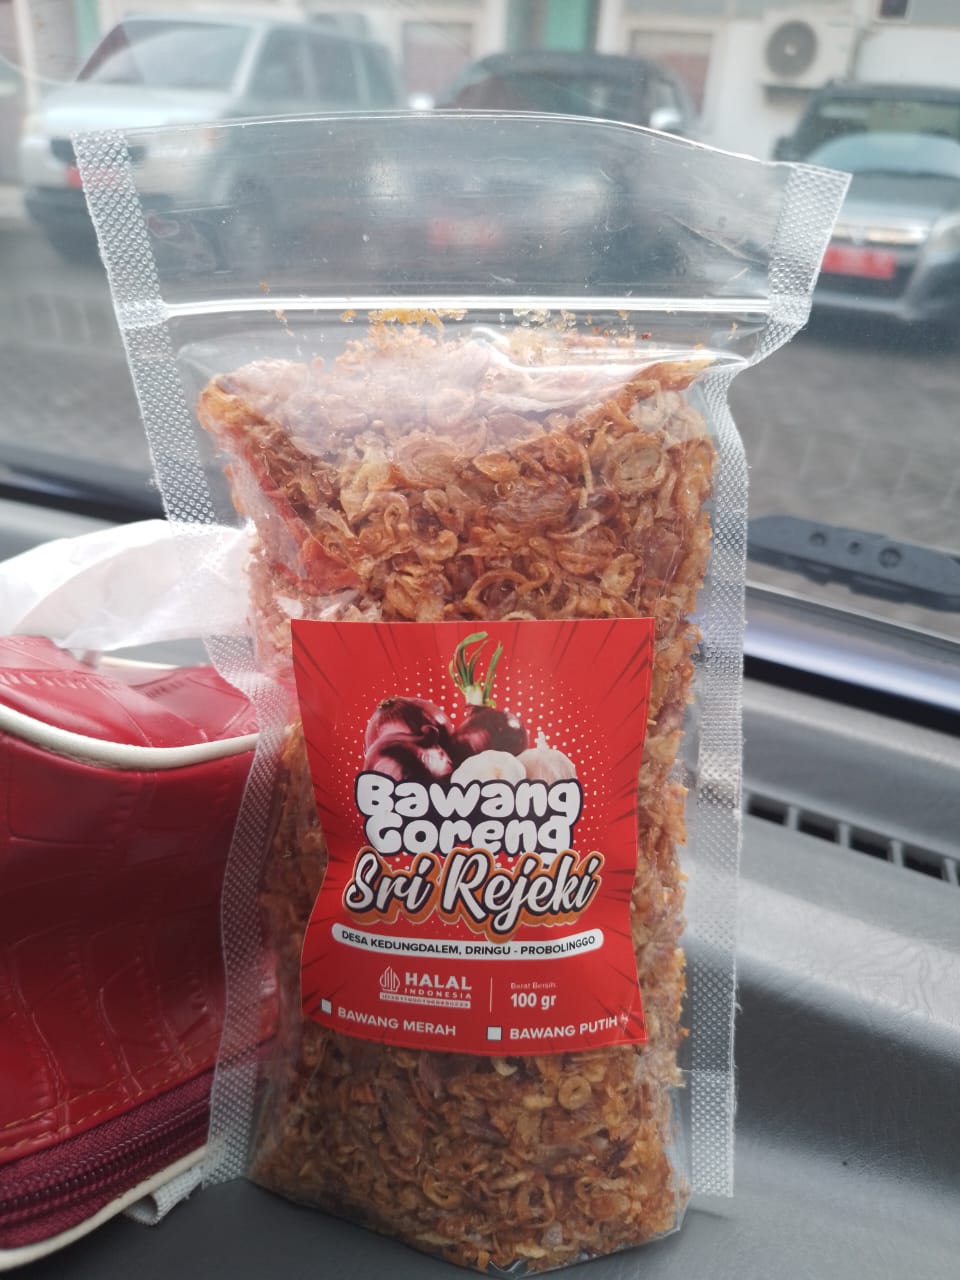 Bawang
Goreng
Sri Rejeki
DESA KEDUNGDALEM, DRINGU - PROBOLINGGO
HALAL
INDONESIA
Berat Bersih
100 gr
BAWANG MERAH
BAWANG PUTIH